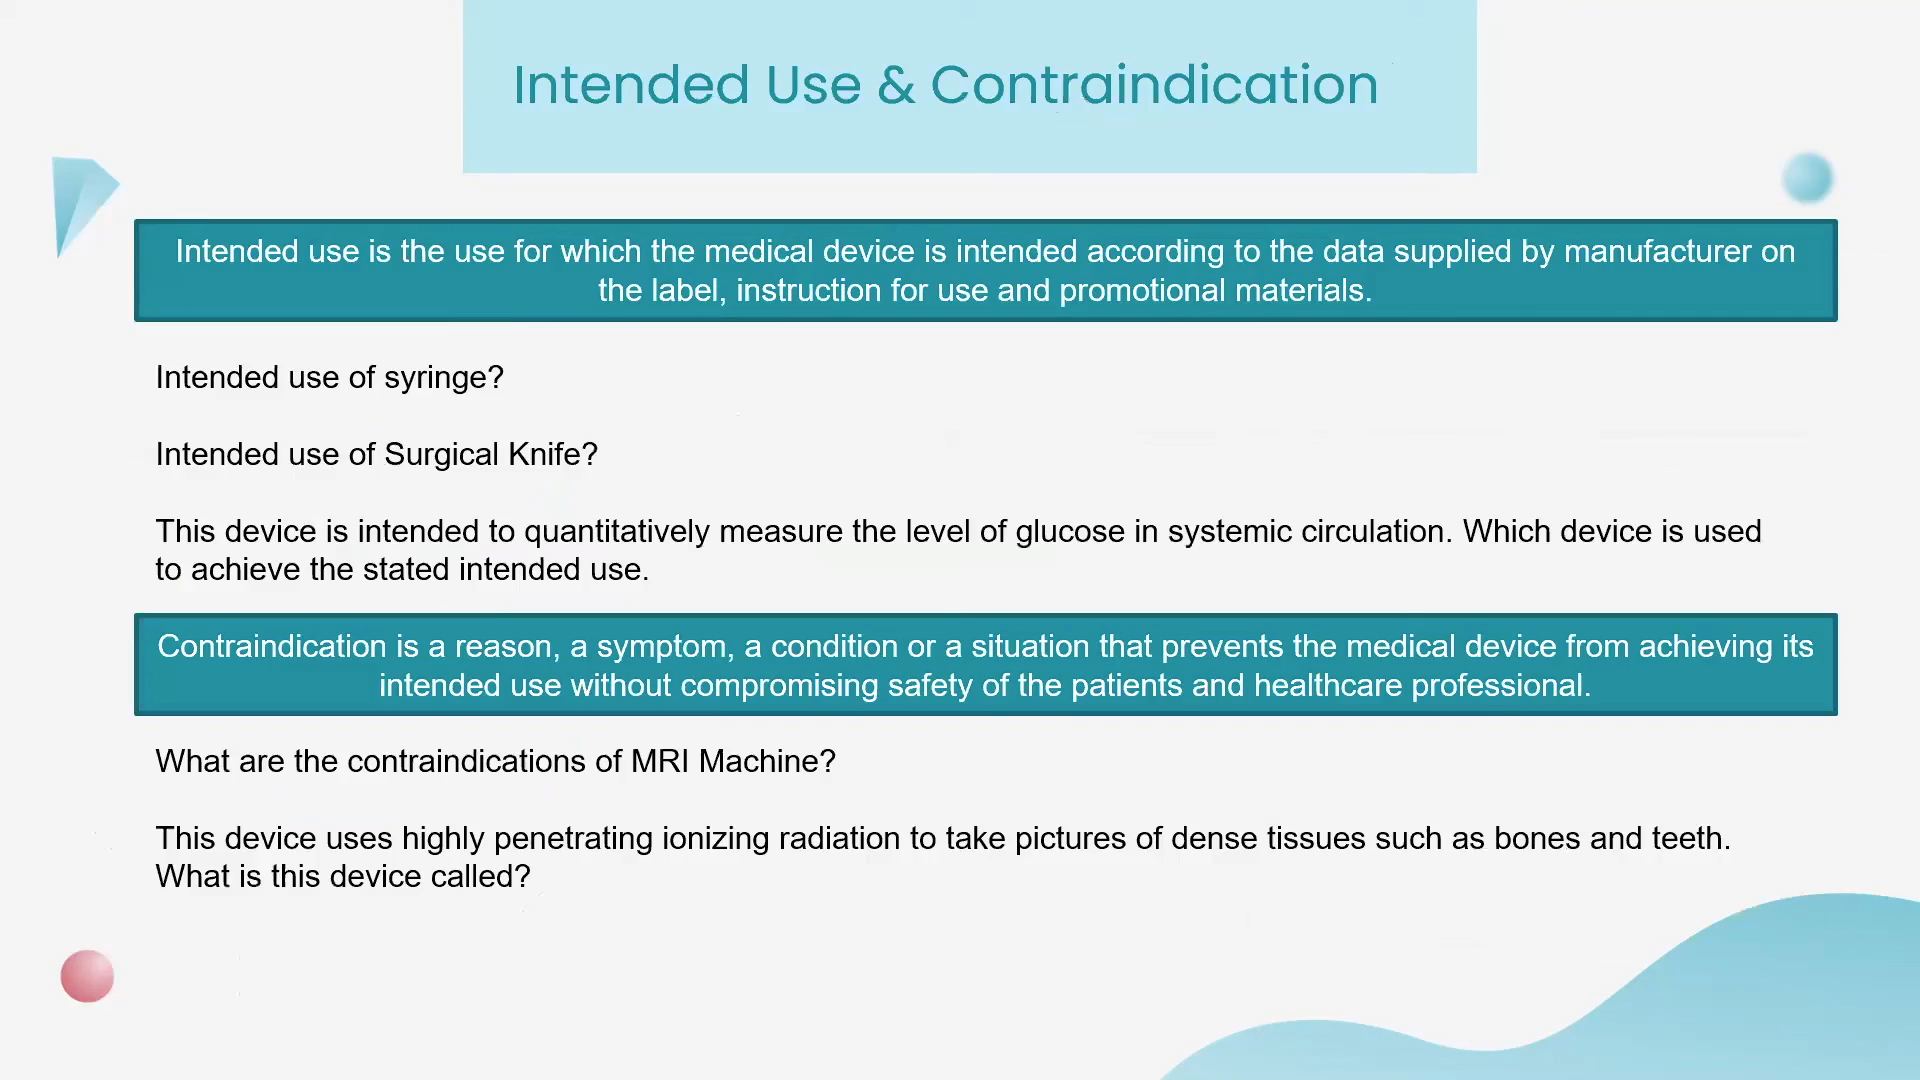 Intended Use & Contraindication
Intended use is the use for which the medical device is intended according to the data supplied by manufacturer on
the label, instruction for use and promotional materials.
Intended use of syringe?
Intended use of Surgical Knife?
This device is intended to quantitatively measure the level of glucose in systemic circulation. Which device is used
to achieve the stated intended use.
Contraindication is a reason, a symptom, a condition or a situation that prevents the medical device from achieving its
intended use without compromising safety of the patients and healthcare professional.
What are the contraindications of MRI Machine?
This device uses highly penetrating ionizing radiation to take pictures of dense tissues such as bones and teeth.
What is this device called?